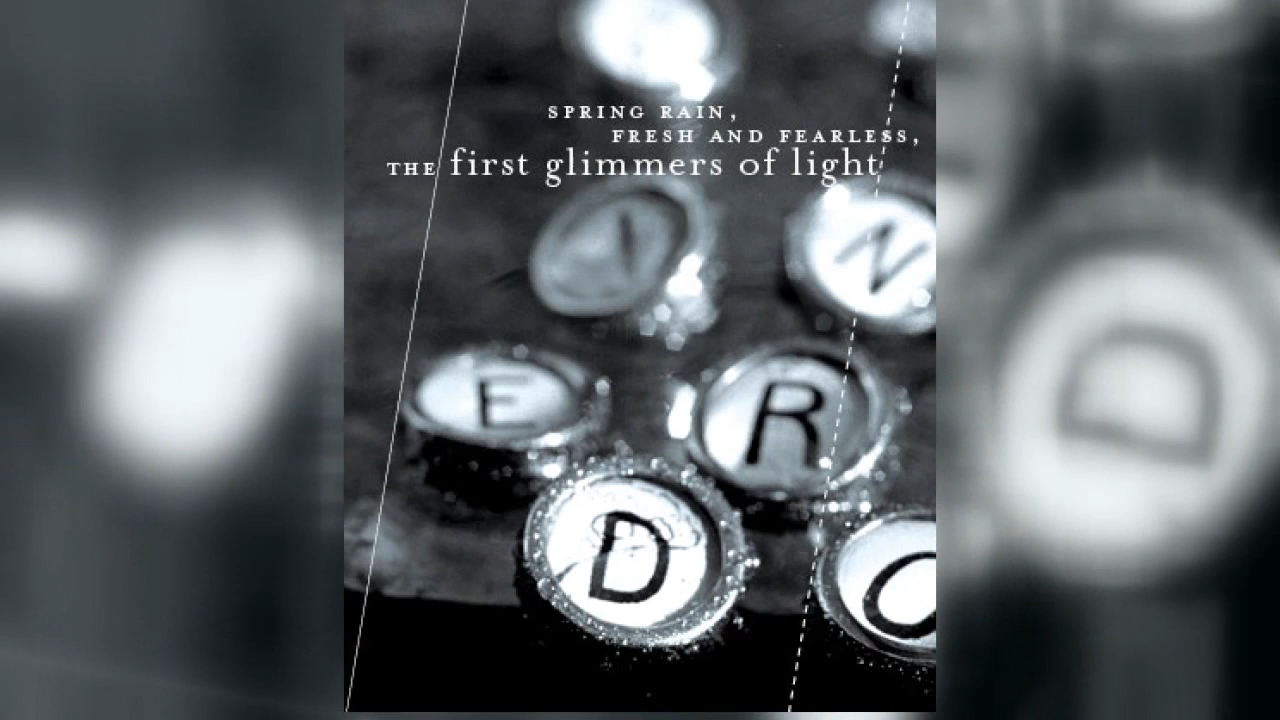 SPRING RAIN,
FRESH AND FEARLESS,
THE first glimmers of light
I N
E R
D O
D